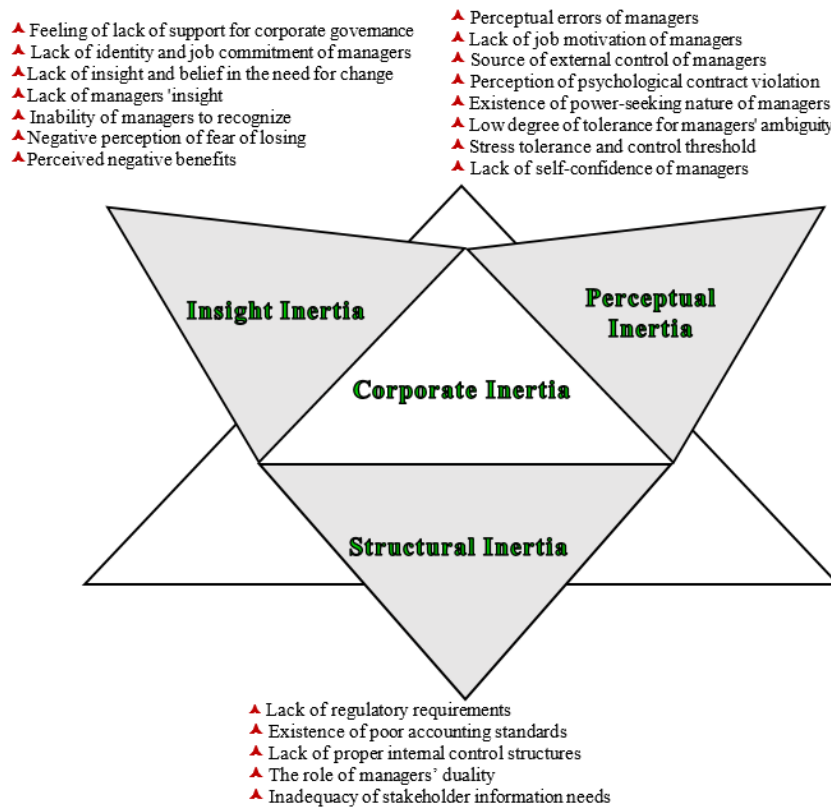 Feeling of lack of support for corporate governance
Lack of identity and job commitment of managers
Lack of insight and belief in the need for change
Lack of managers 'insight
Inability of managers to recognize
Negative perception of fear of losing
Perceived negative benefits
Perceptual errors of managers
Lack of job motivation of managers
Source of external control of managers
Perception of psychological contract violation
Existence of power-seeking nature of managers
Low degree of tolerance for managers' ambiguity
Stress tolerance and control threshold
Lack of self-confidence of managers
Insight Inertia
Perceptual
Inertia
Corporate Inertia
Structural Inertia
Lack of regulatory requirements
Existence of poor accounting standards
Lack of proper internal control structures
The role of managers’ duality
Inadequacy of stakeholder information needs